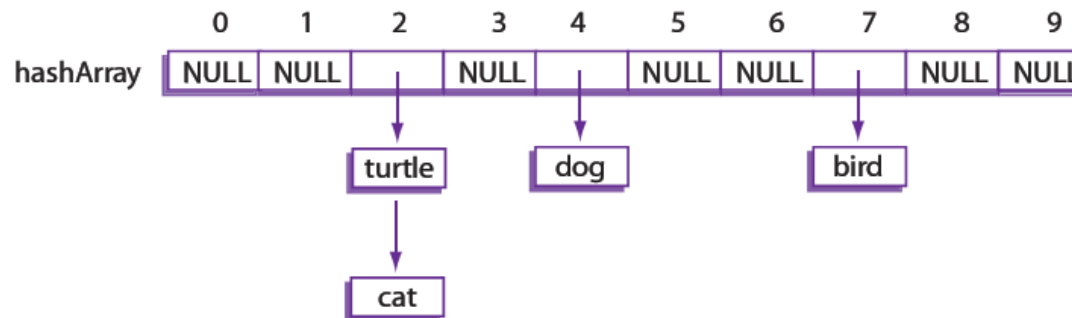 0 1 2 3 4 5 6 7 8 9
hashArray NULL NULL NULL NULL NULL NULL NULL
turtle dog bird
cat